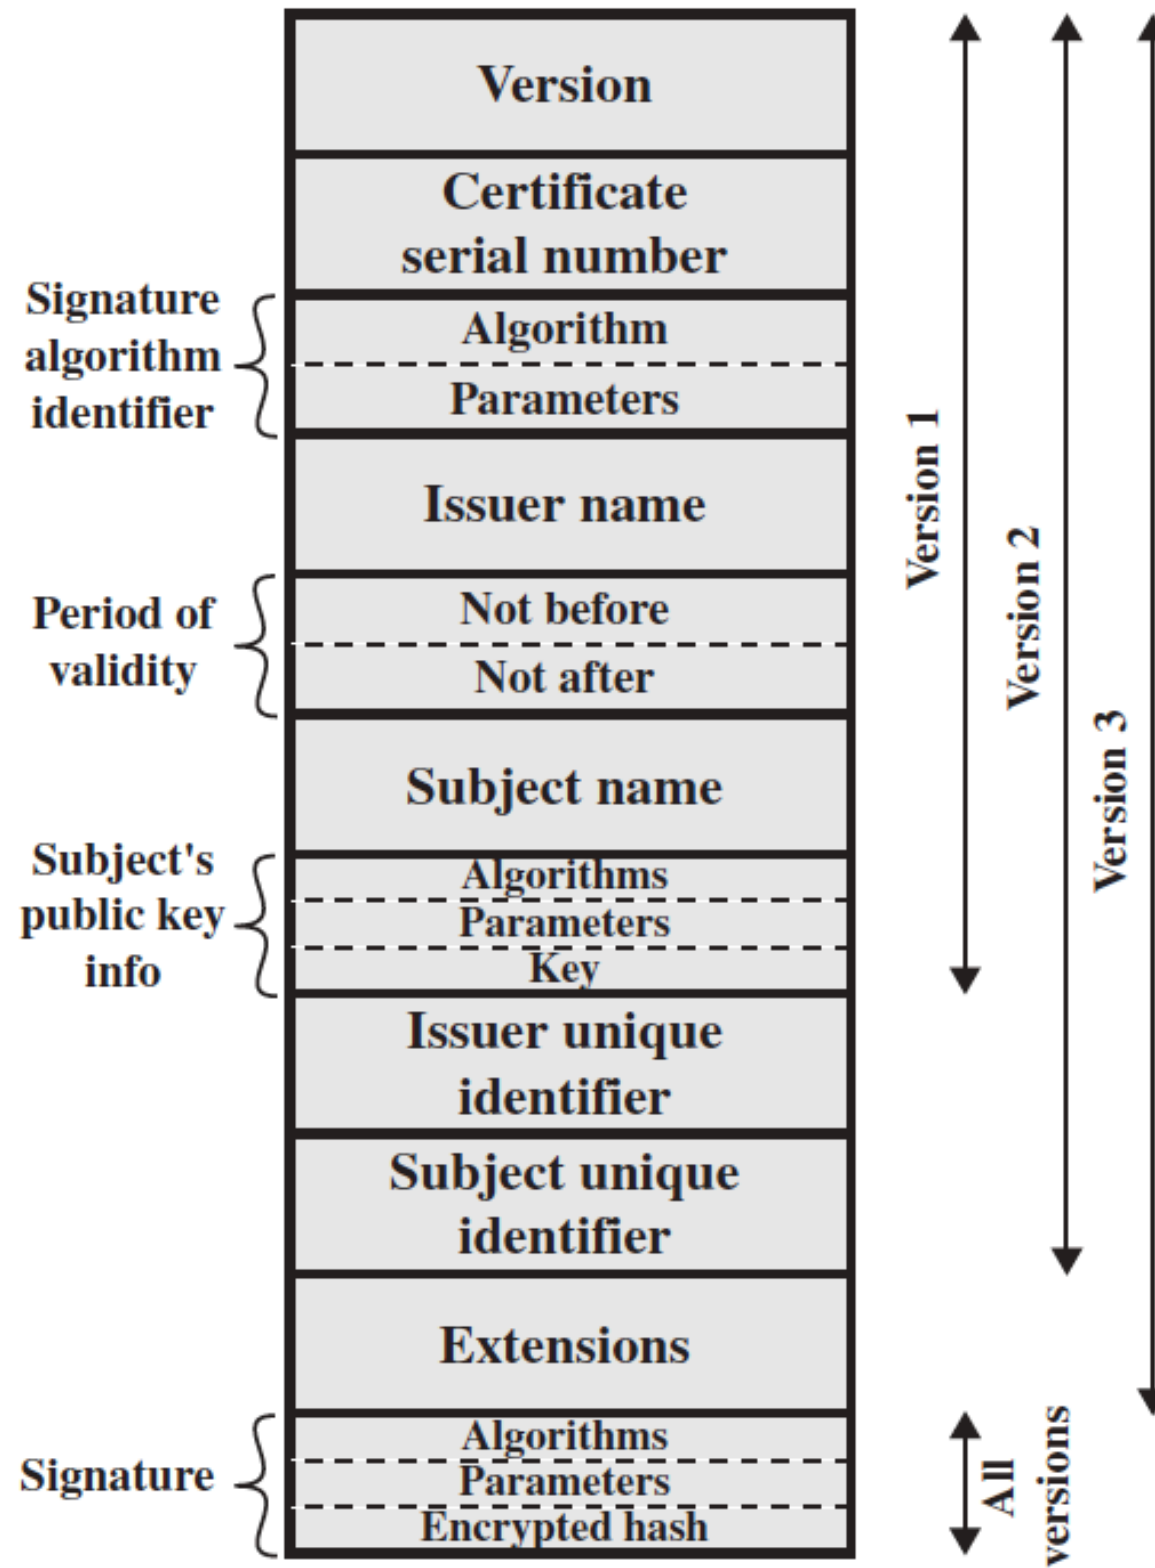 Version
Certificate
serial number
Signature
algorithm
identifier
Algorithm
Parameters
Issuer name
Period of
validity
Not before
Not after
Subject name
Subject's
public key
info
Algorithms
Parameters
Key
Issuer unique
identifier
Subject unique
identifier
Extensions
Signature
Algorithms
Parameters
Encrypted hash
Version 1
Version 2
Version 3
All
versions